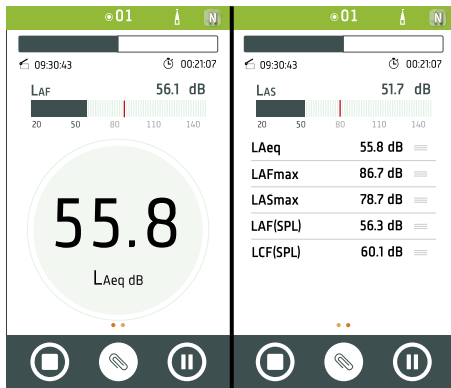 01
N
09:30:43 00:21:07
LAF 56.1 dB
20 50 80 110 140
55.8
LAeq dB
01
N
09:30:43 00:21:07
LAS 51.7 dB
20 50 80 110 140
LAeq 55.8 dB
LAFmax 86.7 dB
LASmax 78.7 dB
LAF(SPL) 56.3 dB
LCF(SPL) 60.1 dB